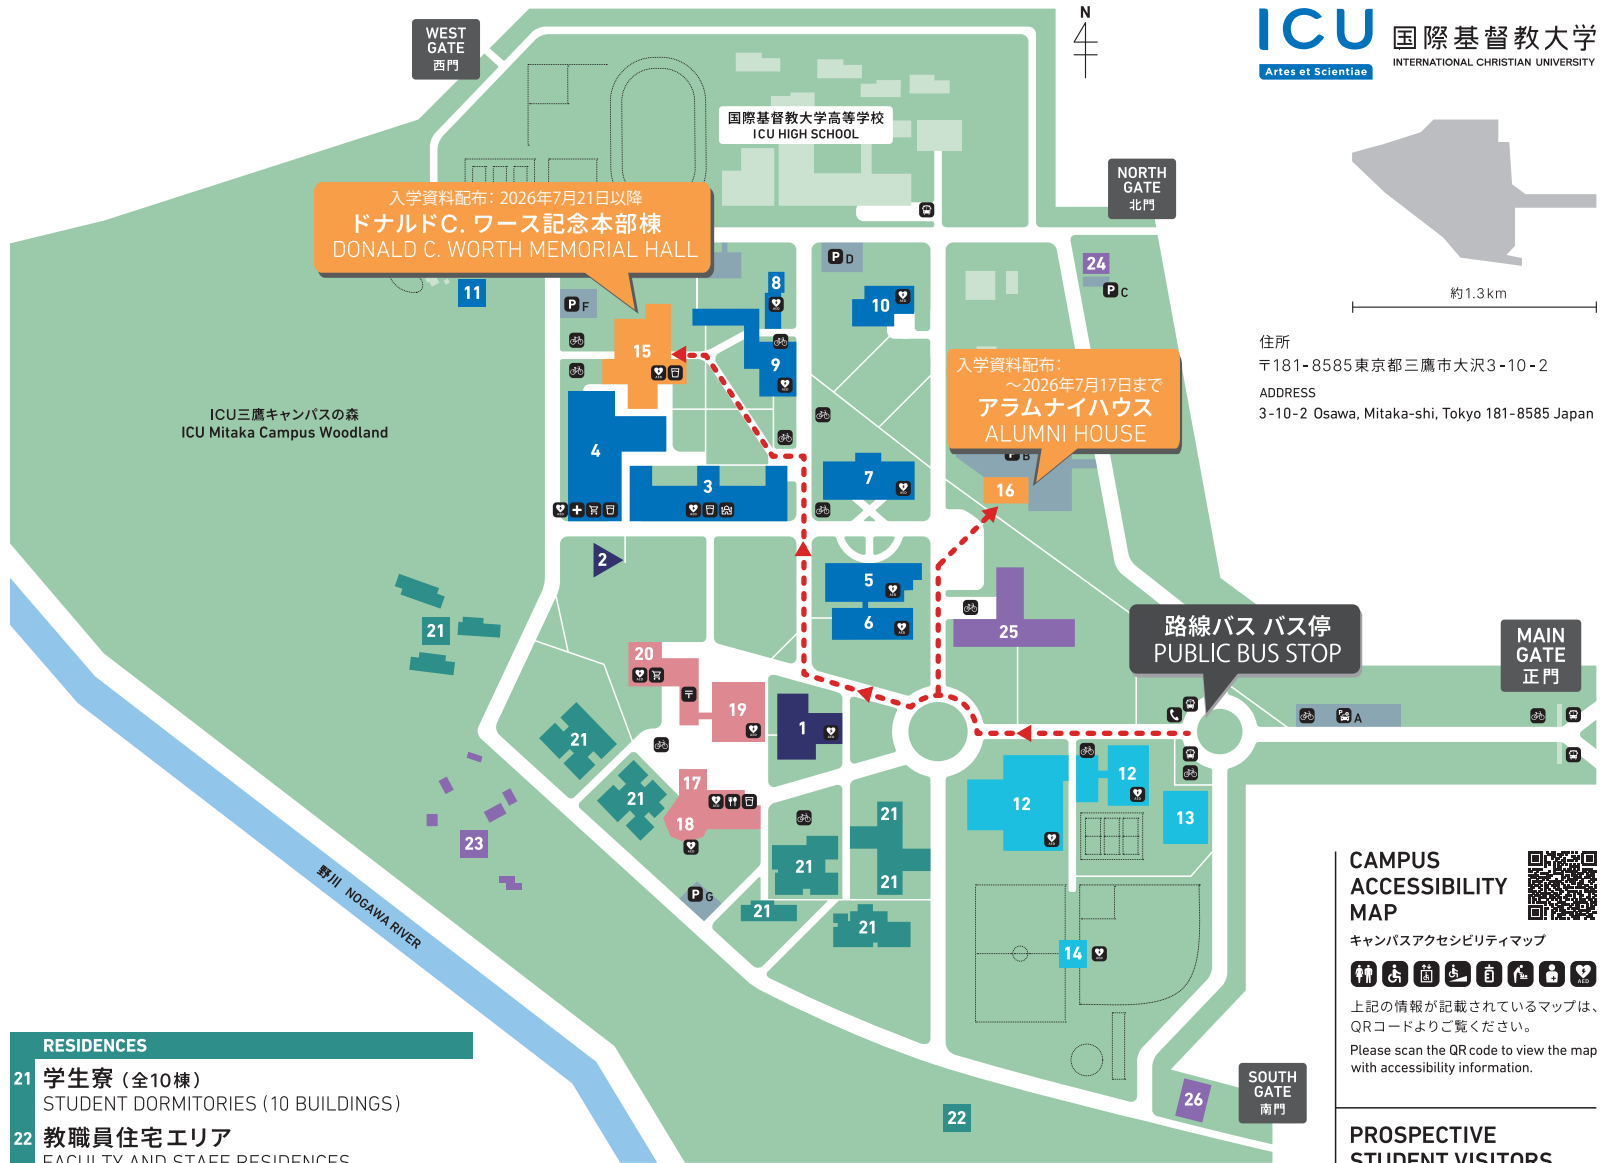 WEST
GATE
西門
N
ICU
Artes et Scientiae
国際基督教大学
INTERNATIONAL CHRISTIAN UNIVERSITY
国際基督教大学高等学校
ICU HIGH SCHOOL
NORTH
GATE
北門
入学資料配布：2026年7月21日以降
ドナルドC. ワース記念本部棟
DONALD C. WORTH MEMORIAL HALL
約1.3km
住所
〒181-8585東京都三鷹市大沢3-10-2
ADDRESS
3-10-2 Osawa, Mitaka-shi, Tokyo 181-8585 Japan
11
P F
8
P D
10
24
P C
15
9
入学資料配布：
～2026年7月17日まで
アラムナイハウス
ALUMNI HOUSE
P B
ICU三鷹キャンパスの森
ICU Mitaka Campus Woodland
4
3
7
16
2
5
6
25
21
路線バス バス停
PUBLIC BUS STOP
MAIN
GATE
正門
20
19
1
P A
21
21
17
18
12
12
13
21
21
21
23
P G
21
21
14
野川 NOGAWA RIVER
CAMPUS
ACCESSIBILITY
MAP
キャンパスアクセシビリティマップ
AED
上記の情報が記載されているマップは、
QRコードよりご覧ください。
Please scan the QR code to view the map
with accessibility information.
SOUTH
GATE
南門
26
22
RESIDENCES
21 学生寮（全10棟）
STUDENT DORMITORIES (10 BUILDINGS)
22 教職員住宅エリア
FACULTY AND STAFF RESIDENCES
PROSPECTIVE
STUDENT VISITORS